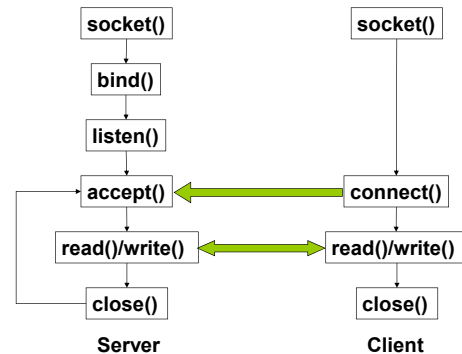 socket()
socket()
bind()
listen()
accept()
connect()
read()/write()
read()/write()
close()
close()
Server
Client